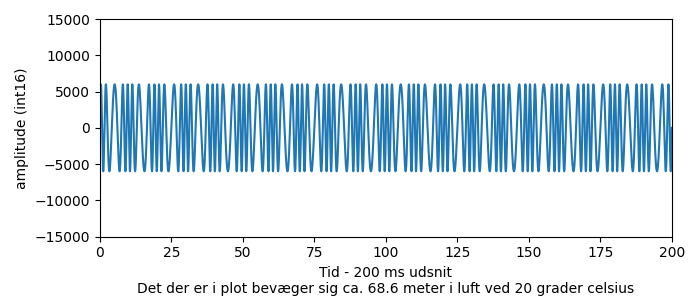 15000
10000
5000
0
−5000
−10000
−15000
amplitude (int16)
0 25 50 75 100 125 150 175 200
Tid - 200 ms udsnit
Det der er i plot bevæger sig ca. 68.6 meter i luft ved 20 grader celsius